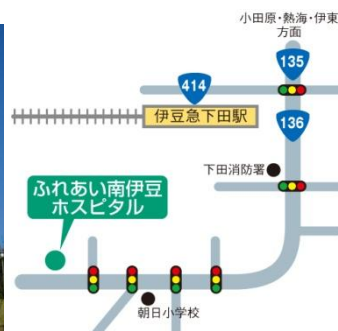 小田原・熱海・伊東
方面
135
414
伊豆急下田駅
136
下田消防署
ふれあい南伊豆
ホスピタル
朝日小学校